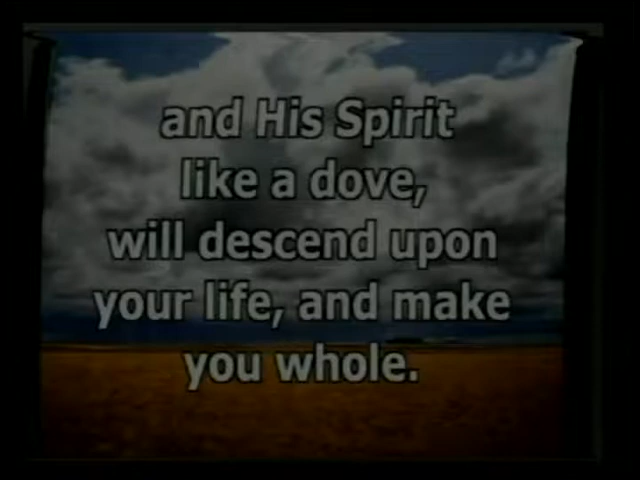 and His Spirit
like a dove,
will descend upon
your life, and make
you whole.